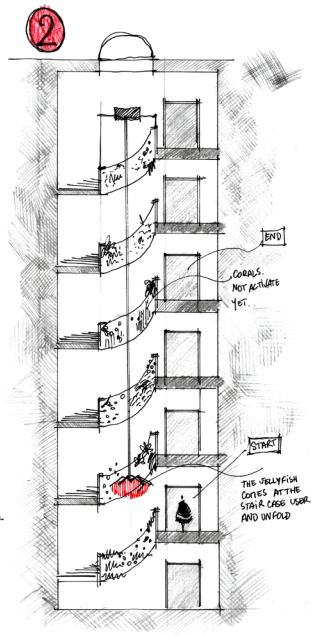 2
END
CORALS.
NOT ACTIVATE
YET..
START
THE JELLYFISH
COMES AT THE
STAIR CASE USER
AND UNFOLD